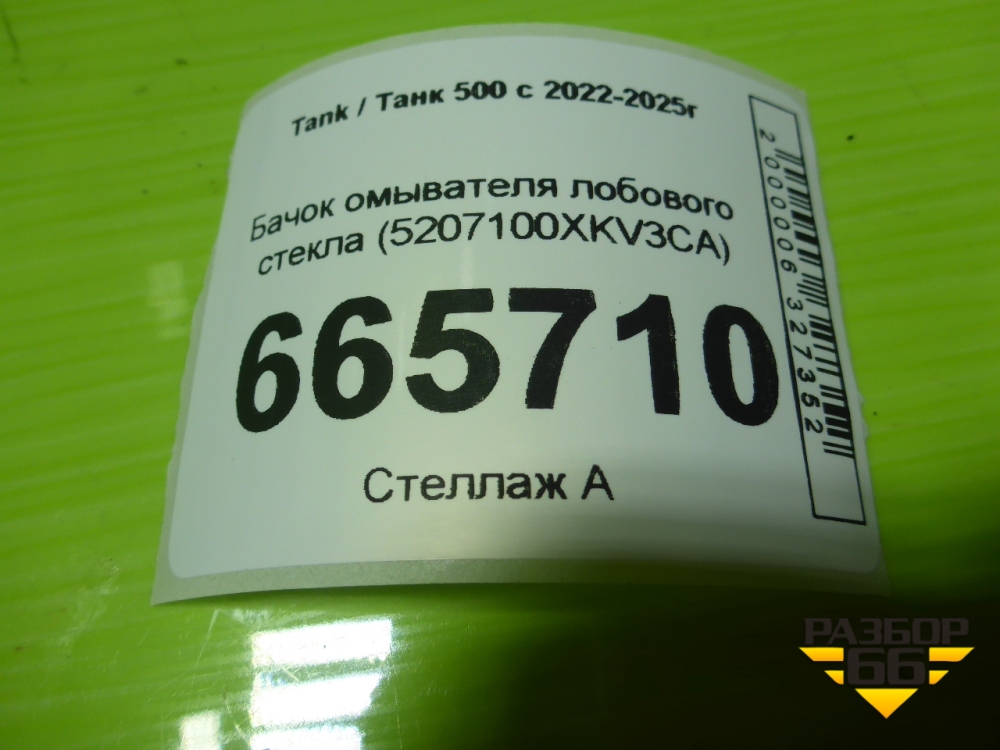 Tank / Танк 500 с 2022-2025г
Бачок омывателя лобового
стекла (5207100XKV3CA)
665710
Стеллаж А
2000006327352
РАЗБОР
66